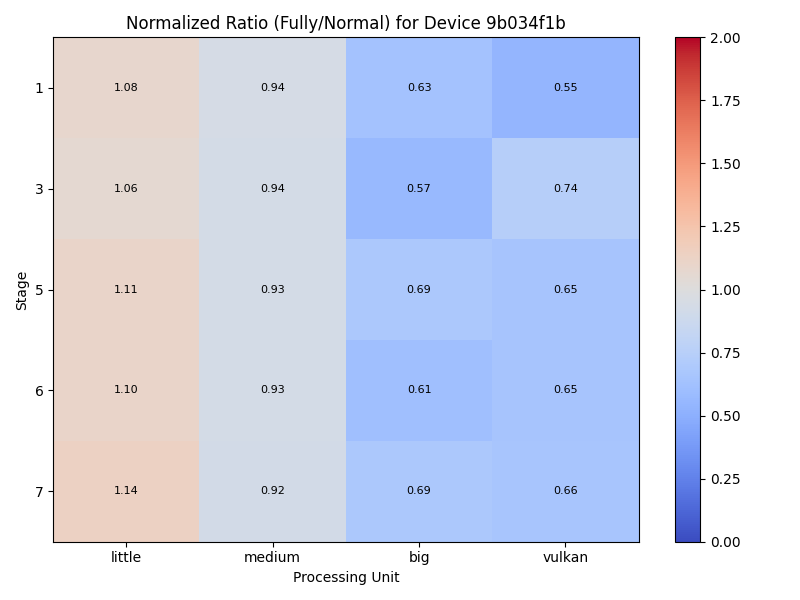 Normalized Ratio (Fully/Normal) for Device 9b034f1b
1 1.08 0.94 0.63 0.55
3 1.06 0.94 0.57 0.74
5 1.11 0.93 0.69 0.65
6 1.10 0.93 0.61 0.65
7 1.14 0.92 0.69 0.66
Stage
little medium big vulkan
Processing Unit
2.00
1.75
1.50
1.25
1.00
0.75
0.50
0.25
0.00